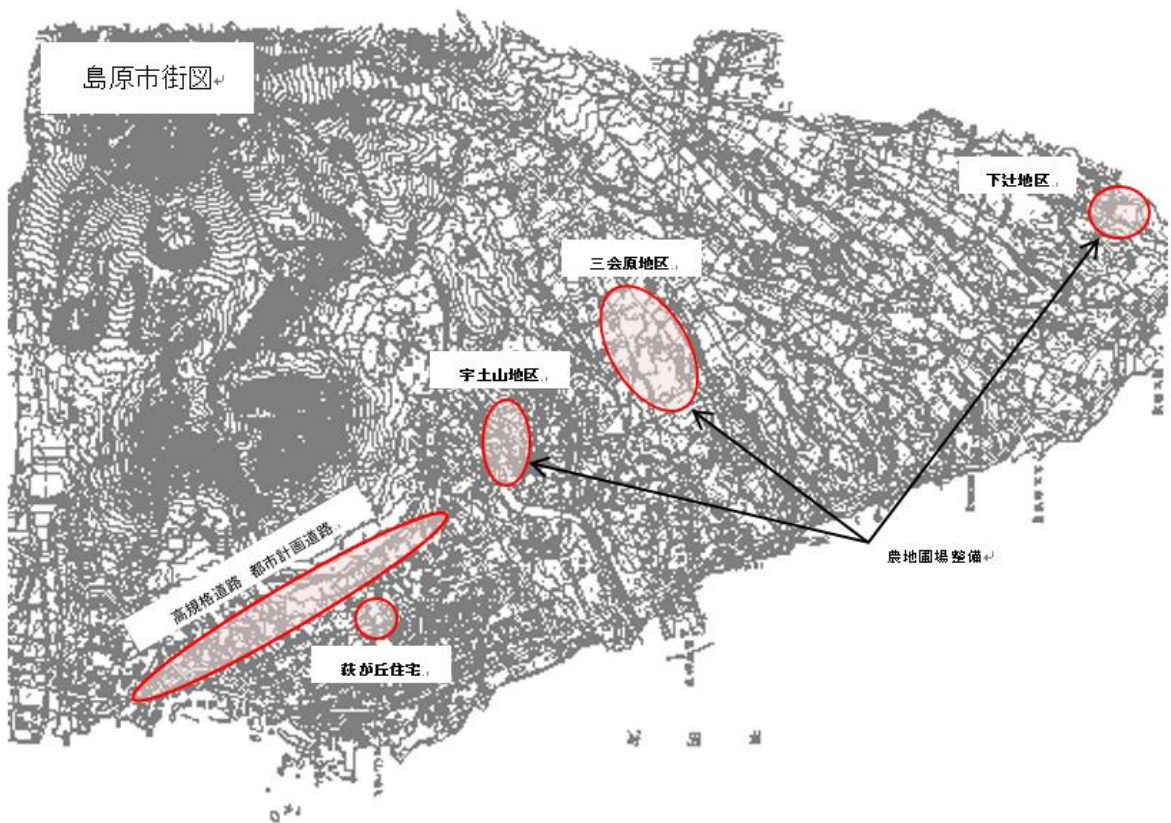 島原市街図
下辻地区
三会原地区
宇土山地区
高規格道路 都市計画道路
農地圃場整備
萩が丘住宅